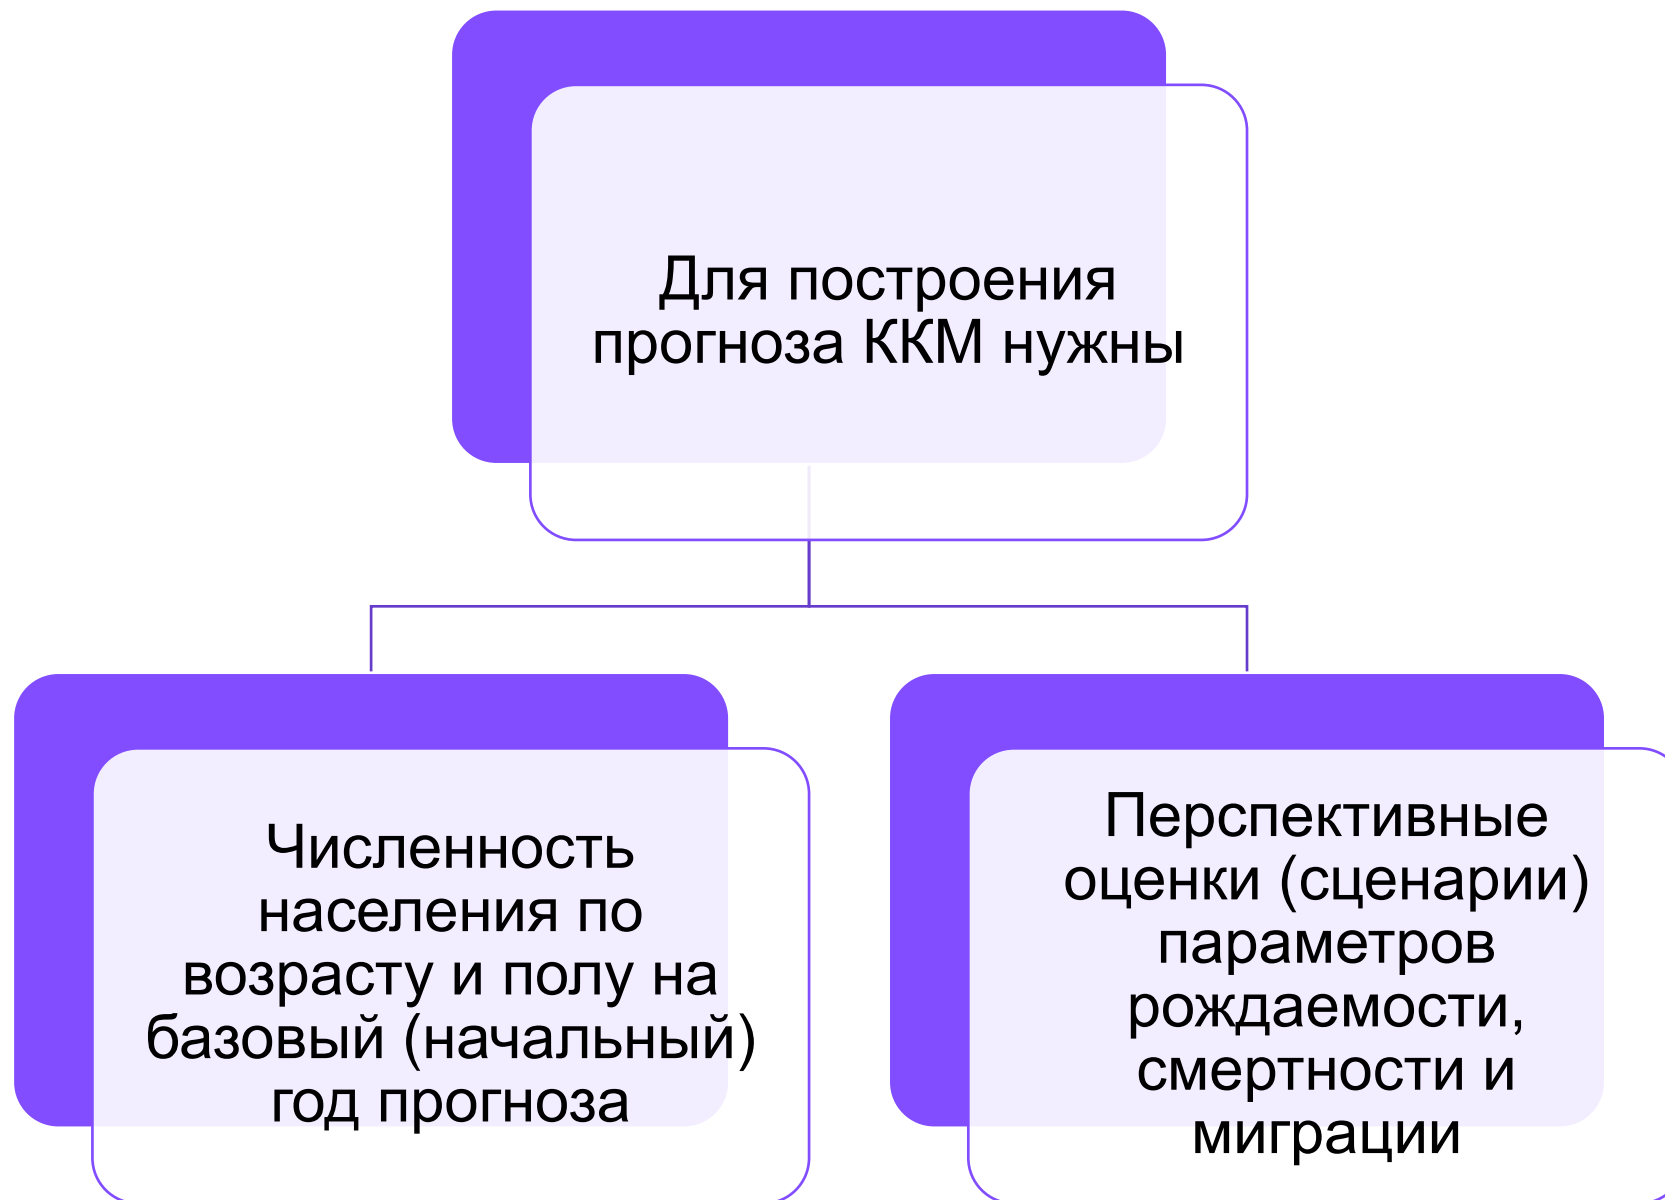 Для построения
прогноза ККМ нужны
Численность
населения по
возрасту и полу на
базовый (начальный)
год прогноза
Перспективные
оценки (сценарии)
параметров
рождаемости,
смертности и
миграции